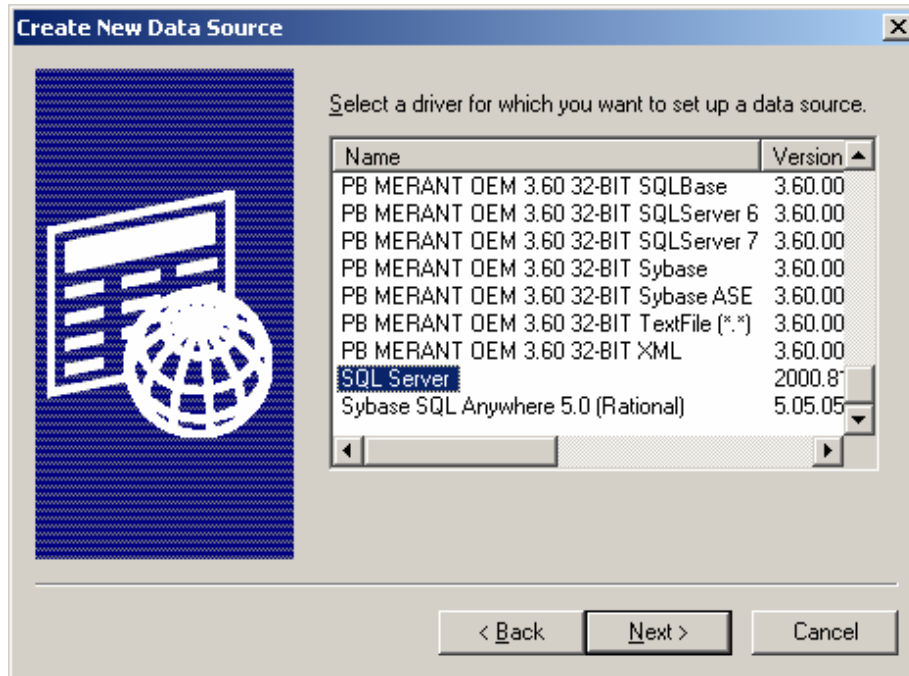 Create New Data Source
Select a driver for which you want to set up a data source.
Name Version
PB MERANT OEM 3.60 32-BIT SQLBase 3.60.00
PB MERANT OEM 3.60 32-BIT SQLServer 6 3.60.00
PB MERANT OEM 3.60 32-BIT SQLServer 7 3.60.00
PB MERANT OEM 3.60 32-BIT Sybase 3.60.00
PB MERANT OEM 3.60 32-BIT Sybase ASE 3.60.00
PB MERANT OEM 3.60 32-BIT TextFile (*.*) 3.60.00
PB MERANT OEM 3.60 32-BIT XML 3.60.00
SQL Server 2000.8
Sybase SQL Anywhere 5.0 (Rational) 5.05.05
< Back Next > Cancel